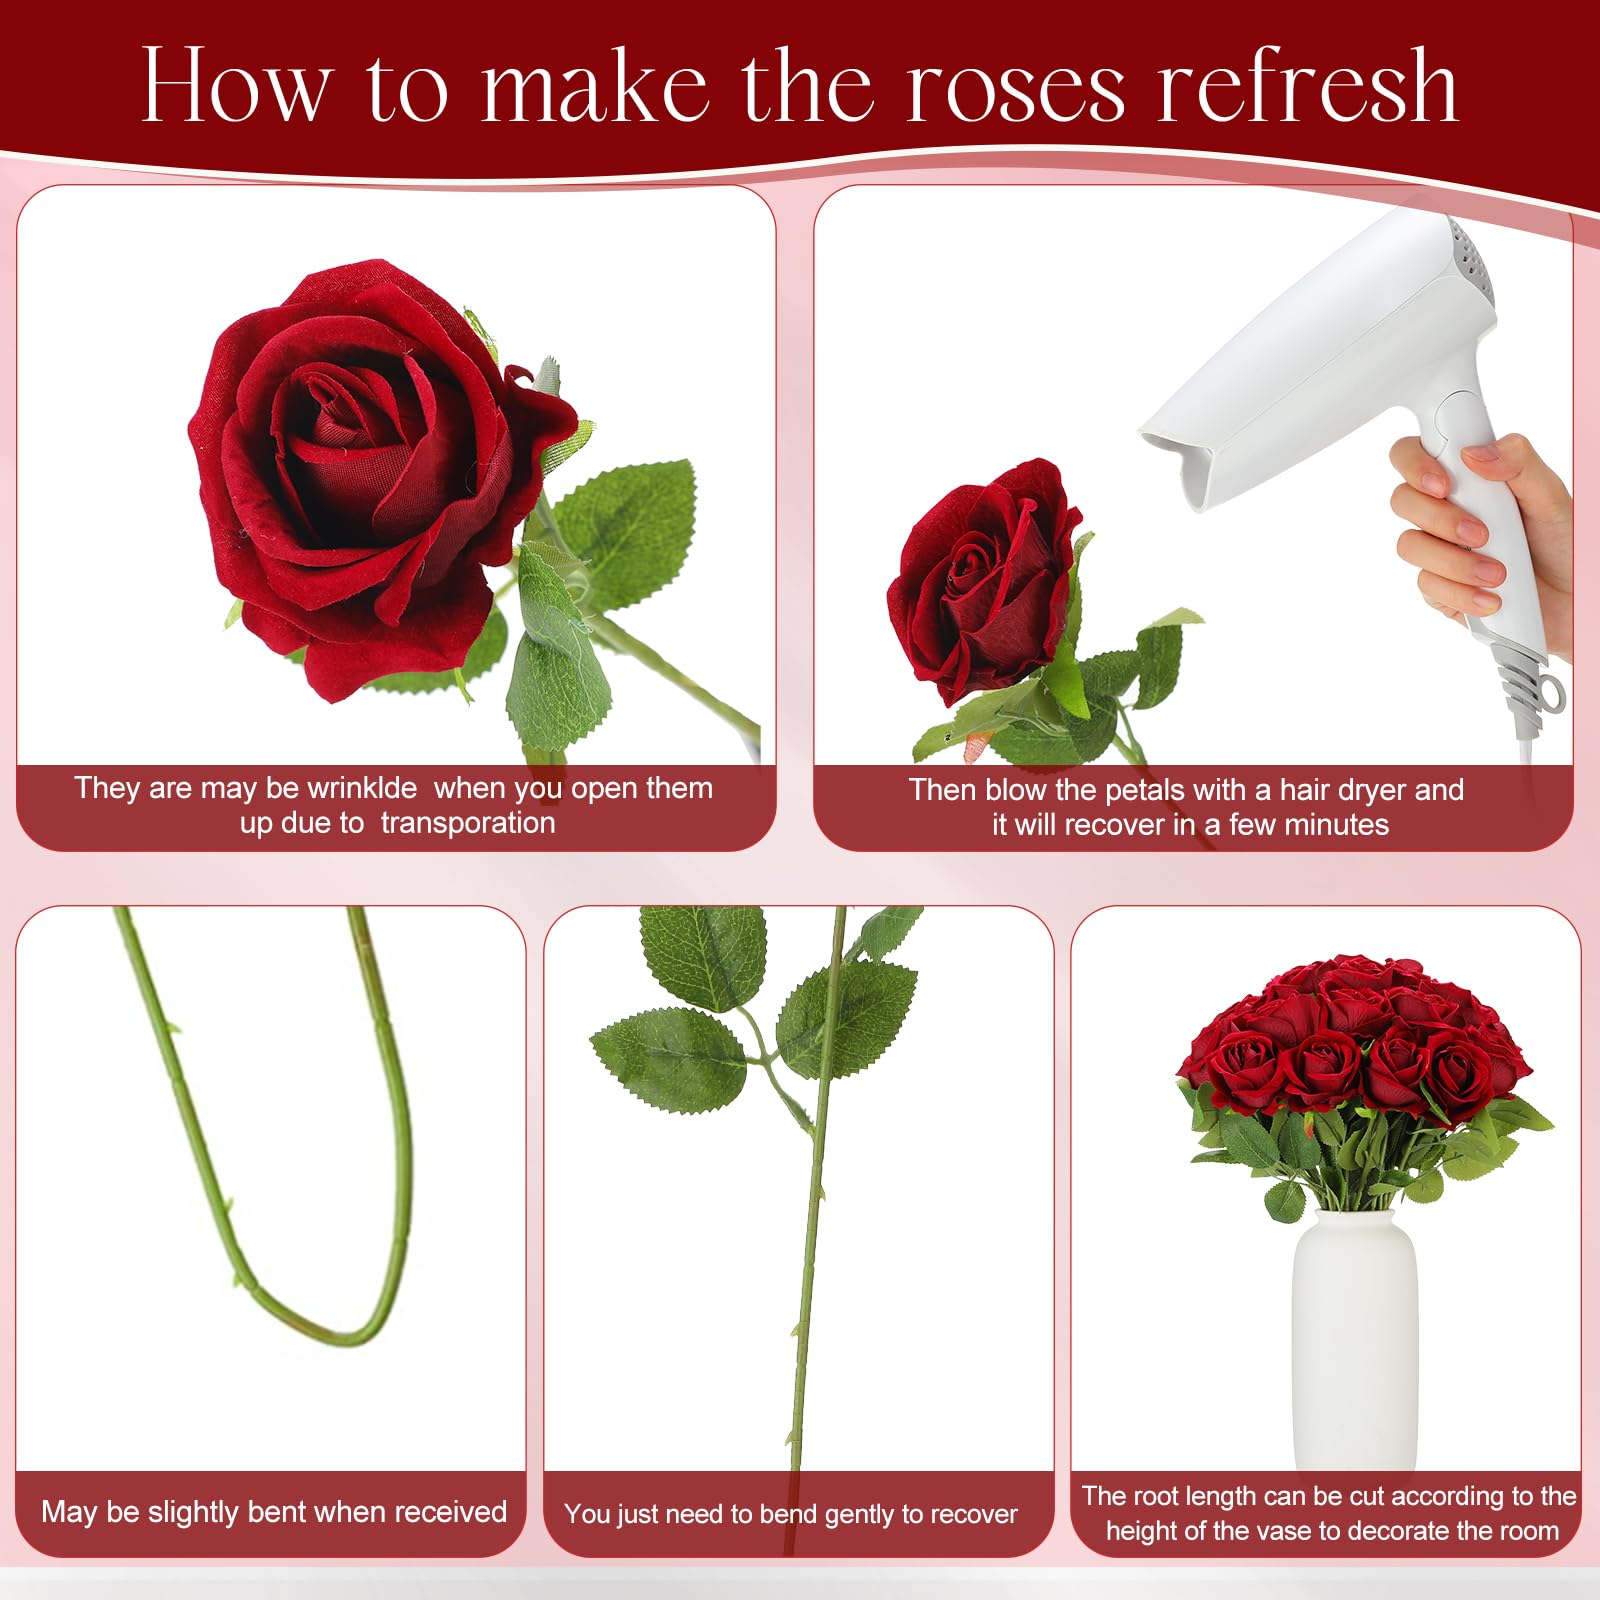 How to make the roses refresh
They are may be wrinklde when you open them
up due to transporation
Then blow the petals with a hair dryer and
it will recover in a few minutes
May be slightly bent when received
You just need to bend gently to recover
The root length can be cut according to the
height of the vase to decorate the room